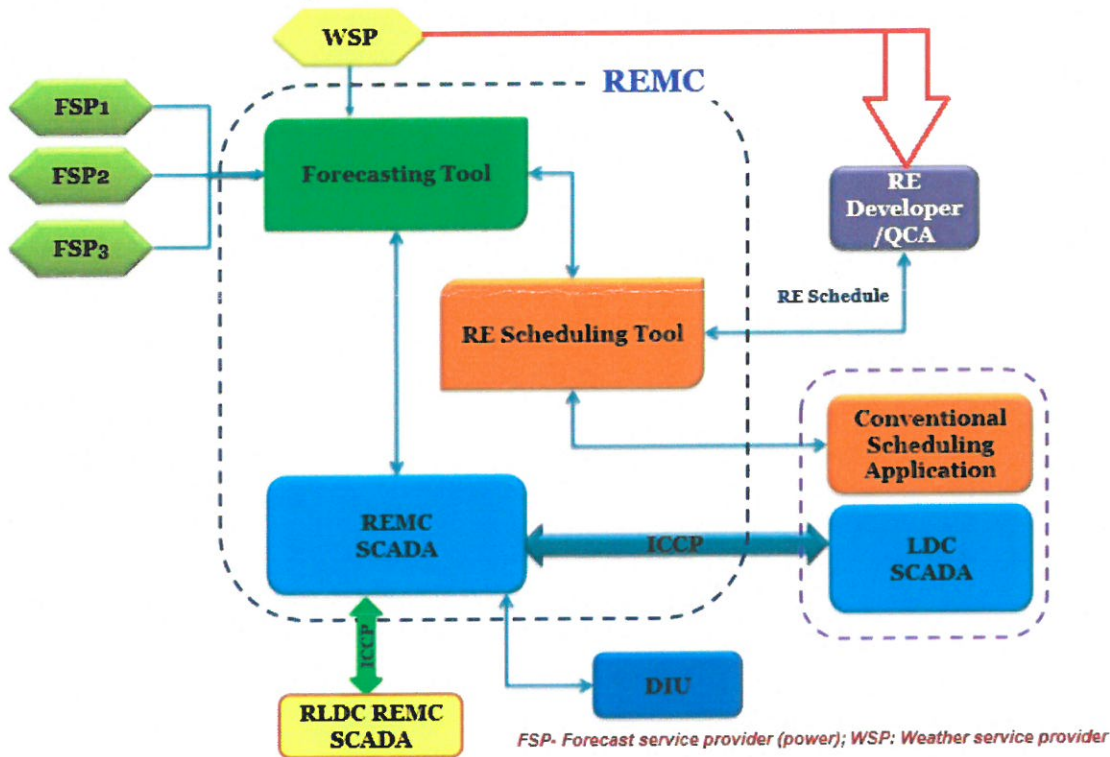 WSP
REMC
FSP1
FSP2
FSP3
Forecasting Tool
RE
Developer
/QCA
RE Schedule
RE Scheduling Tool
Conventional
Scheduling
Application
REMC
SCADA
ICCP
LDC
SCADA
ICCP
DIU
RLDC REMC
SCADA
FSP- Forecast service provider (power); WSP: Weather service provider